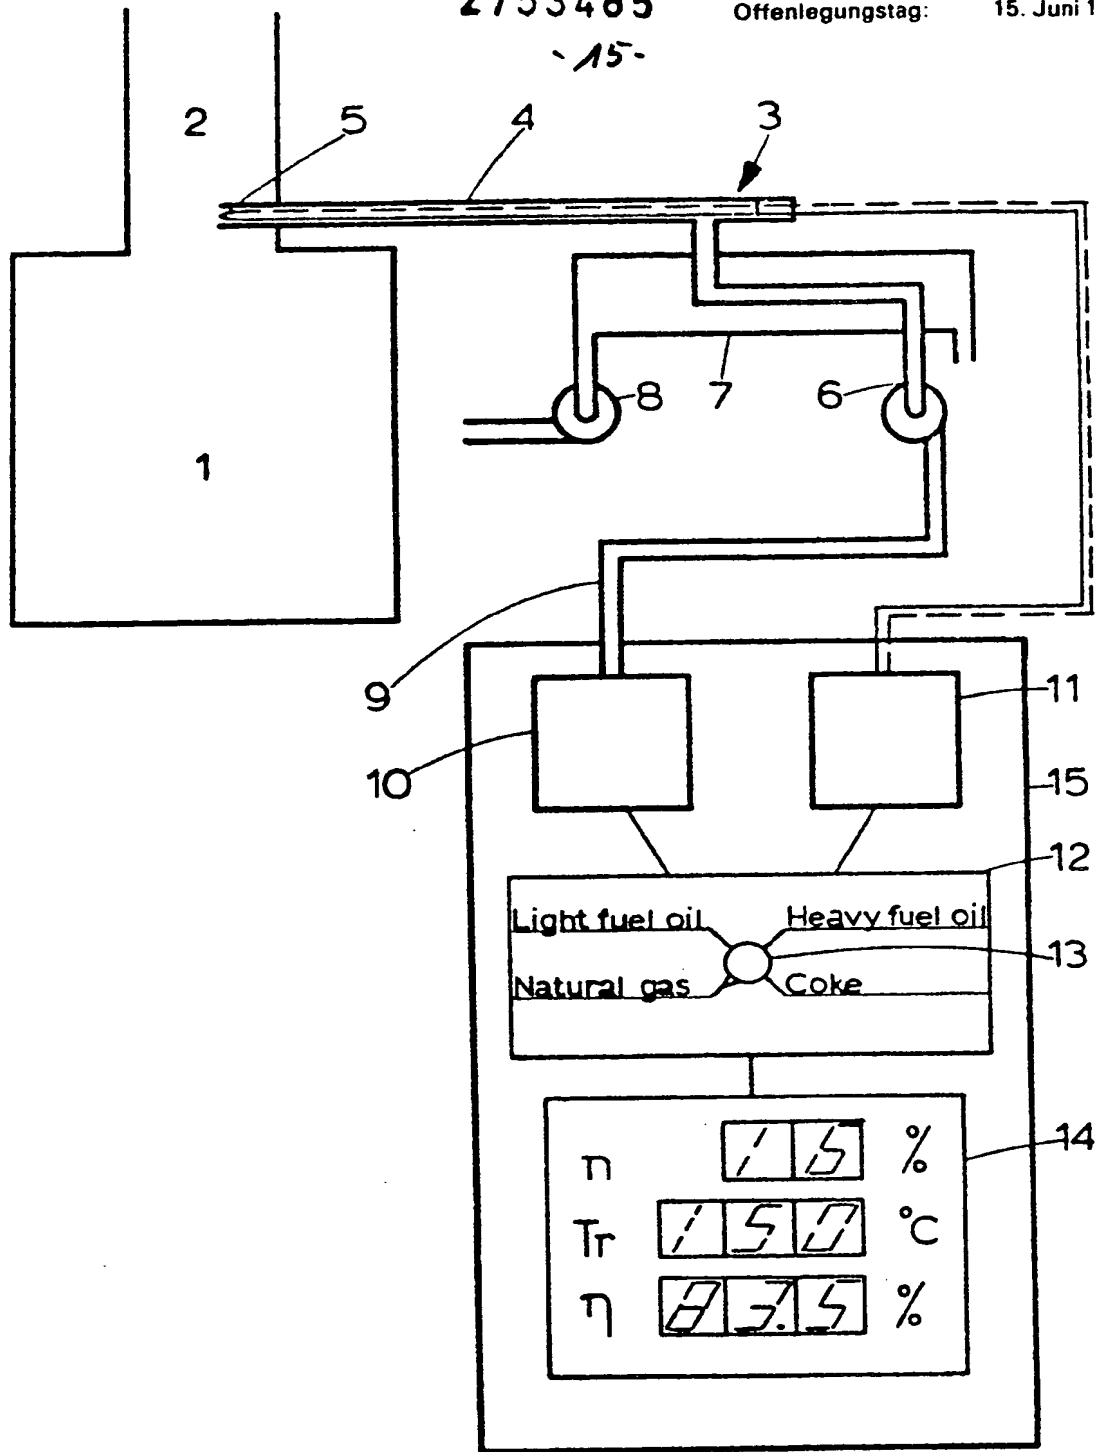 Offenlegungstag: 15. Juni 1
- 15 -
2 5 4 3
8 7 6
1
9
11
10
15
12
Light fuel oil Heavy fuel oil
13
Natural gas Coke
14
n 15 %
Tr 150 °C
η 83.5 %